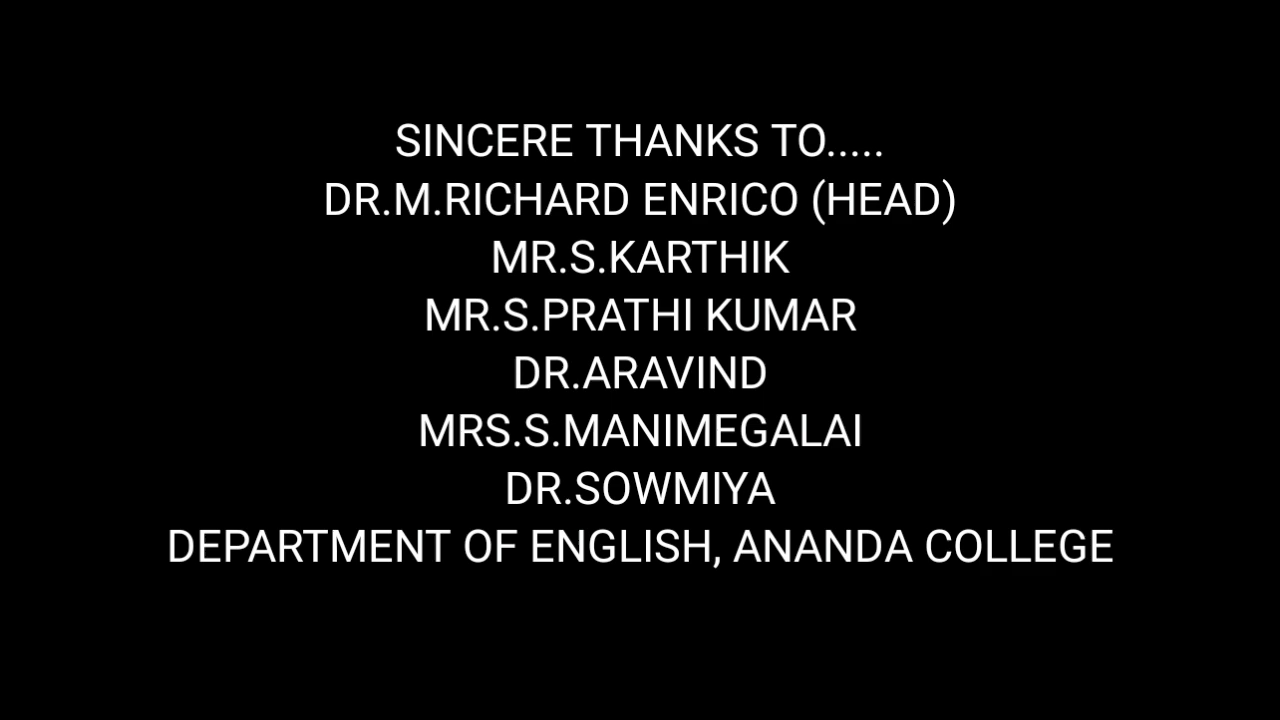 SINCERE THANKS TO.....
DR.M.RICHARD ENRICO (HEAD)
MR.S.KARTHIK
MR.S.PRATHI KUMAR
DR.ARAVIND
MRS.S.MANIMEGALAI
DR.SOWMIYA
DEPARTMENT OF ENGLISH, ANANDA COLLEGE